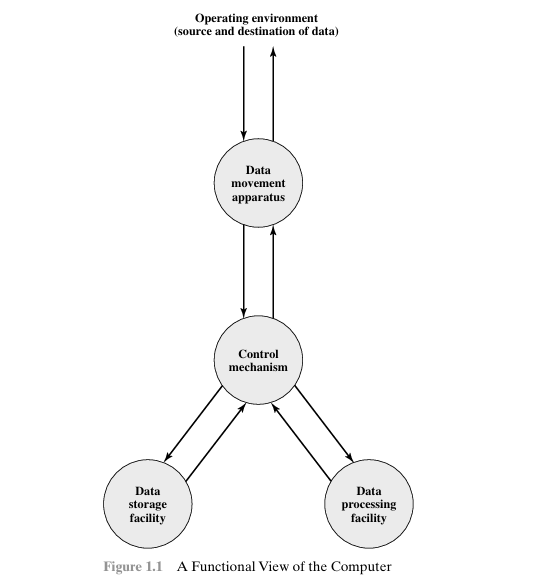 Operating environment
(source and destination of data)
Data
movement
apparatus
Control
mechanism
Data
storage
facility
Data
processing
facility
Figure 1.1 A Functional View of the Computer